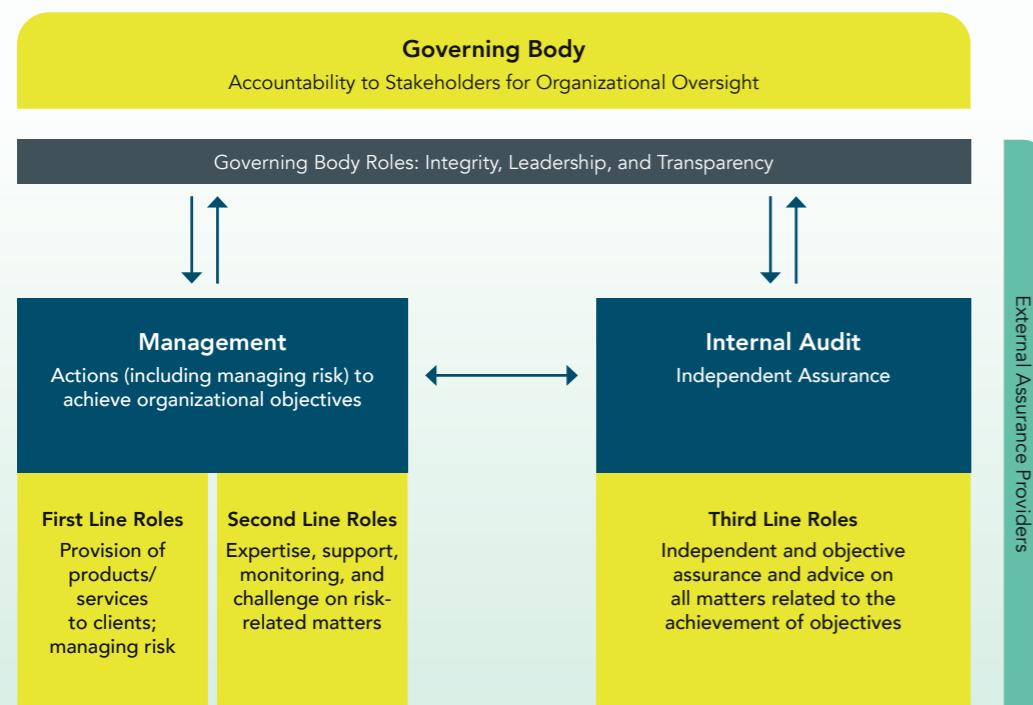 Governing Body
Accountability to Stakeholders for Organizational Oversight
Governing Body Roles: Integrity, Leadership, and Transparency
Management
Actions (including managing risk) to
achieve organizational objectives
Internal Audit
Independent Assurance
First Line Roles
Provision of
products/
services
to clients;
managing risk
Second Line Roles
Expertise, support,
monitoring, and
challenge on risk-
related matters
Third Line Roles
Independent and objective
assurance and advice on
all matters related to the
achievement of objectives
External Assurance Providers